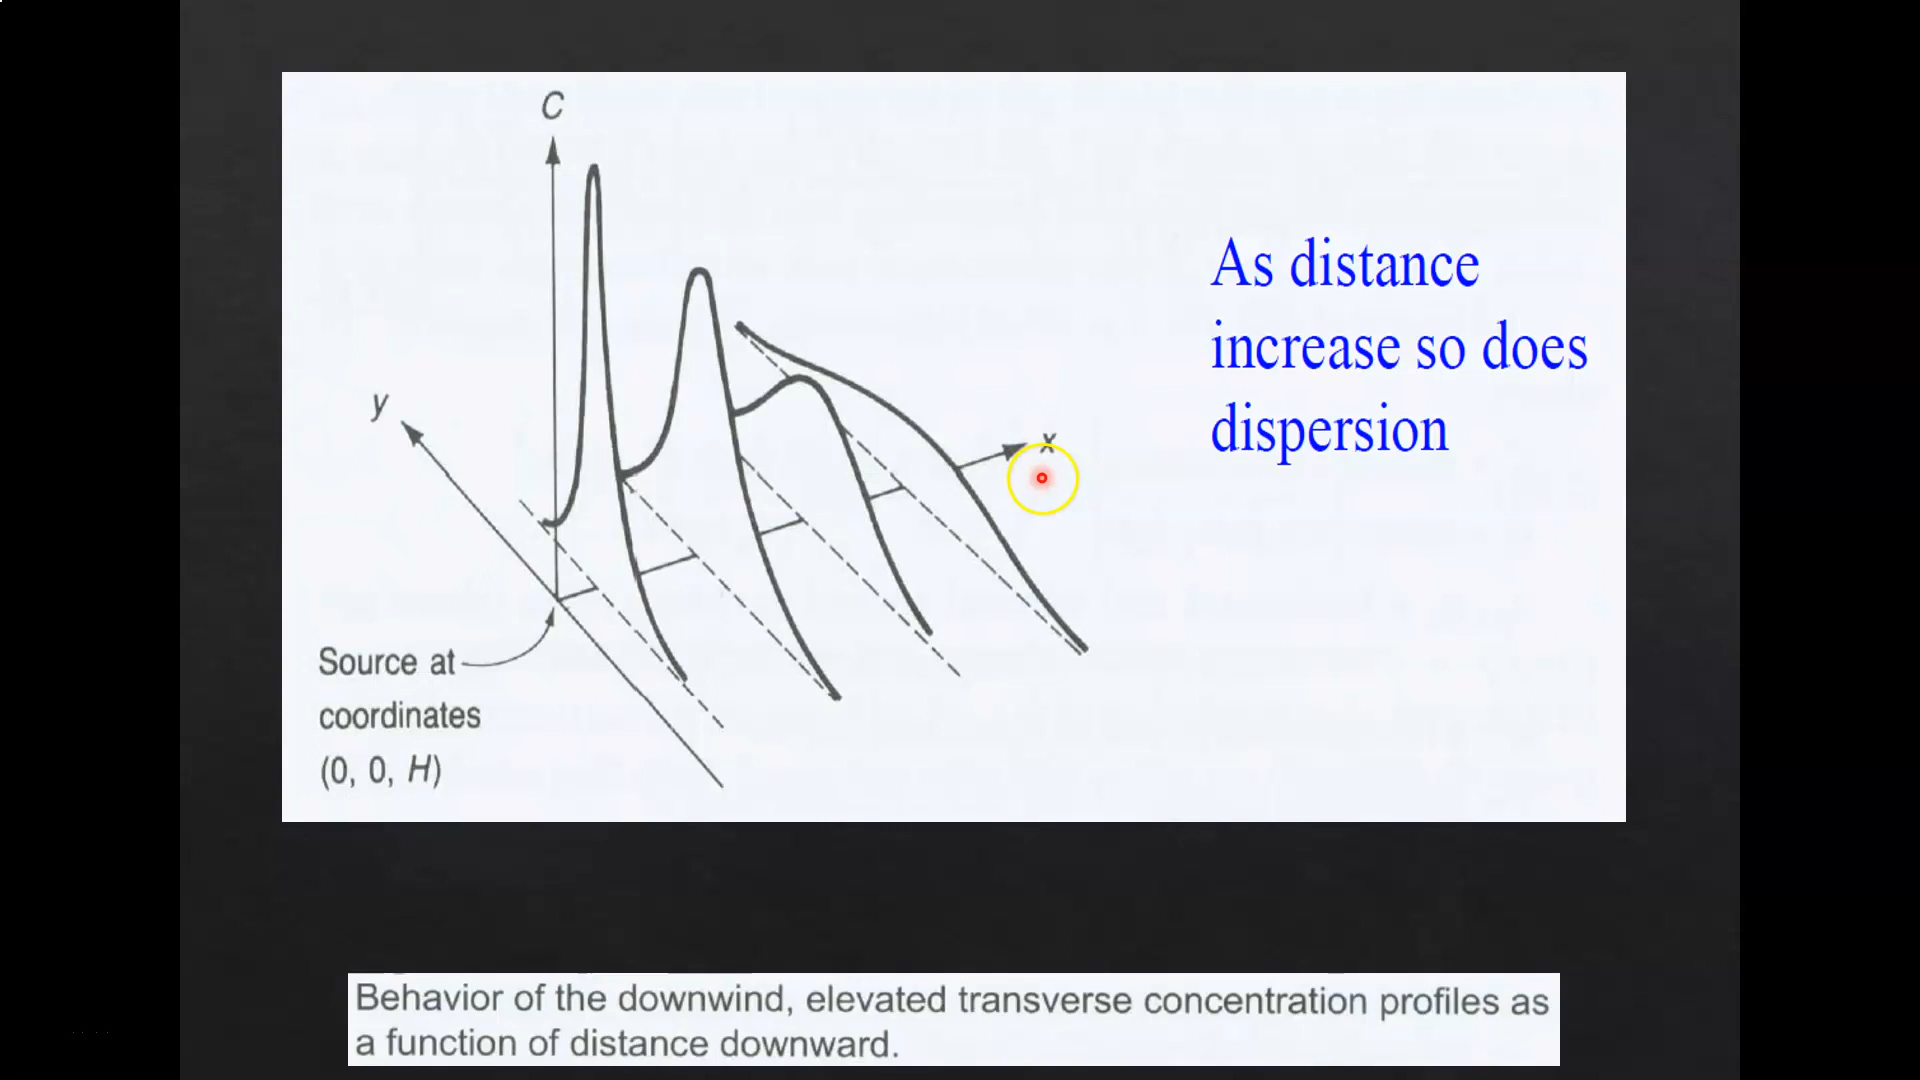 C
y
x
As distance
increase so does
dispersion
Source at
coordinates
(0, 0, H)
Behavior of the downwind, elevated transverse concentration profiles as
a function of distance downward.